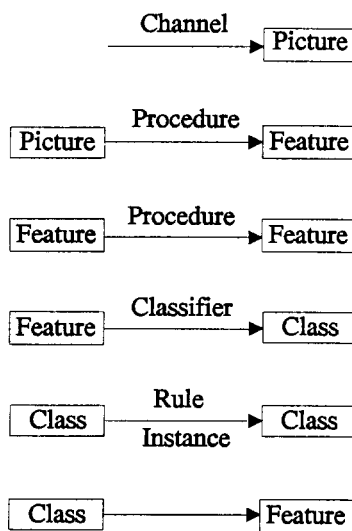 Channel
Picture
Procedure
Picture Feature
Procedure
Feature Feature
Classifier
Feature Class
Rule
Class Class
Instance
Class Feature